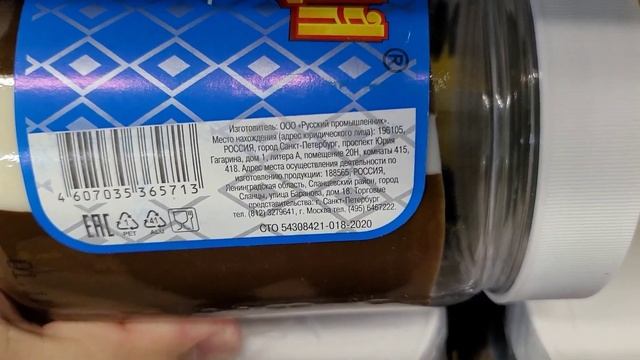 ®
Изготовитель: ООО «Русский промышленник».
Место нахождения (адрес юридического лица): 196105,
РОССИЯ, город Санкт-Петербург, проспект Юрия
Гагарина, дом 1, литера А, помещение 20Н, комнаты 415,
418. Адрес места осуществления деятельности по
изготовлению продукции: 188565, РОССИЯ,
Ленинградская область, Сланцевский район, город
Сланцы, улица Баранова, дом 18. Торговые
представительства: г. Санкт-Петербург
тел. (812) 3279641, г. Москва тел. (495) 6467222.
СТО 54308421-018-2020
4 607035 365713
EAC
1
PET
41
ALU